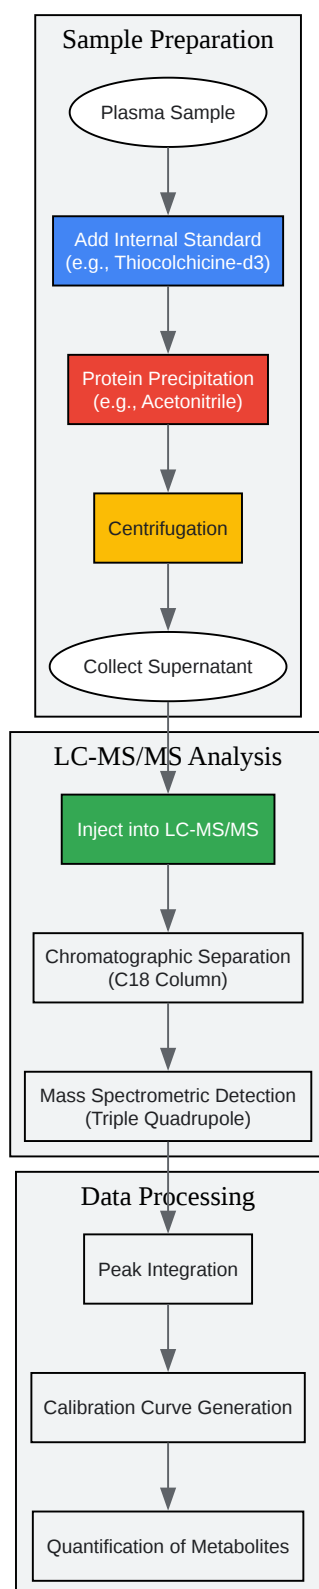 Sample Preparation
Plasma Sample
Add Internal Standard
(e.g., Thiocolchicine-d3)
Protein Precipitation
(e.g., Acetonitrile)
Centrifugation
Collect Supernatant
LC-MS/MS Analysis
Inject into LC-MS/MS
Chromatographic Separation
(C18 Column)
Mass Spectrometric Detection
(Triple Quadrupole)
Data Processing
Peak Integration
Calibration Curve Generation
Quantification of Metabolites